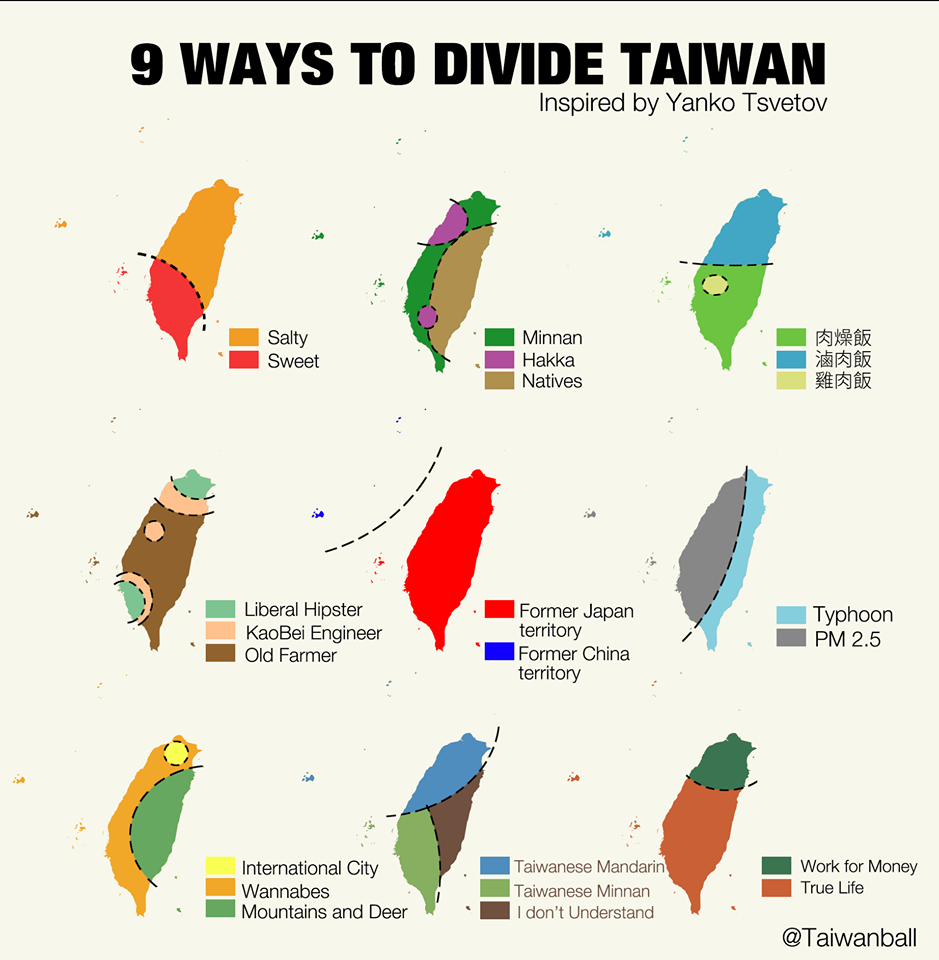 9 WAYS TO DIVIDE TAIWAN
Inspired by Yanko Tsvetov
Salty
Sweet
Minnan
Hakka
Natives
肉燥飯
滷肉飯
雞肉飯
Liberal Hipster
KaoBei Engineer
Old Farmer
Former Japan
territory
Former China
territory
Typhoon
PM 2.5
International City
Wannabes
Mountains and Deer
Taiwanese Mandarin
Taiwanese Minnan
I don't Understand
Work for Money
True Life
@Taiwanball